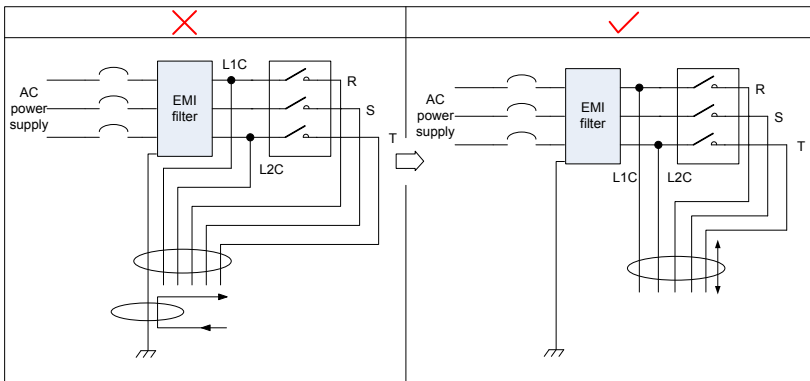 L1C
AC
power
supply
EMI
filter
R
S
T
L2C
AC
power
supply
EMI
filter
R
S
T
L1C
L2C